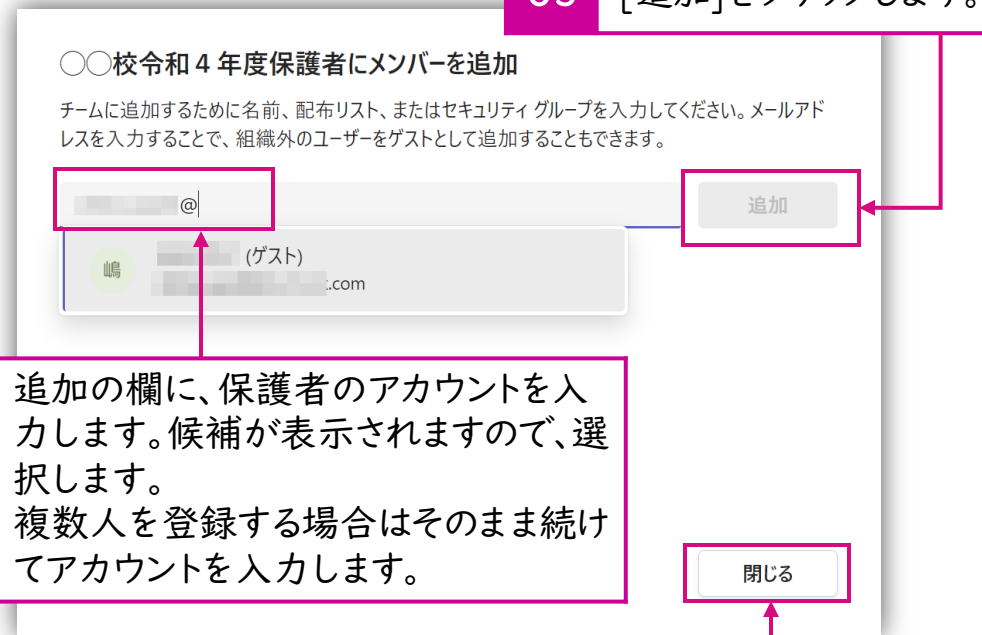 [追加]をクリックします。
○○校令和4年度保護者にメンバーを追加
チームに追加するために名前、配布リスト、またはセキュリティ グループを入力してください。メールアド
レスを入力することで、組織外のユーザーをゲストとして追加することもできます。
@
追加
嶋
(ゲスト)
.com
追加の欄に、保護者のアカウントを入
力します。候補が表示されますので、選
択します。
複数人を登録する場合はそのまま続け
てアカウントを入力します。
閉じる